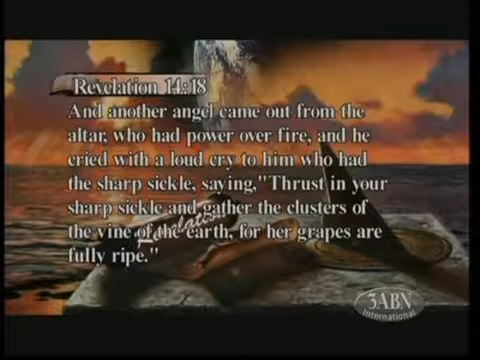 Revelation 14:18
And another angel came out from the
altar, who had power over fire, and he
cried with a loud cry to him who had
the sharp sickle, saying,"Thrust in your
sharp sickle and gather the clusters of
the vine of the earth, for her grapes are
fully ripe."
Revelation
3ABN
International